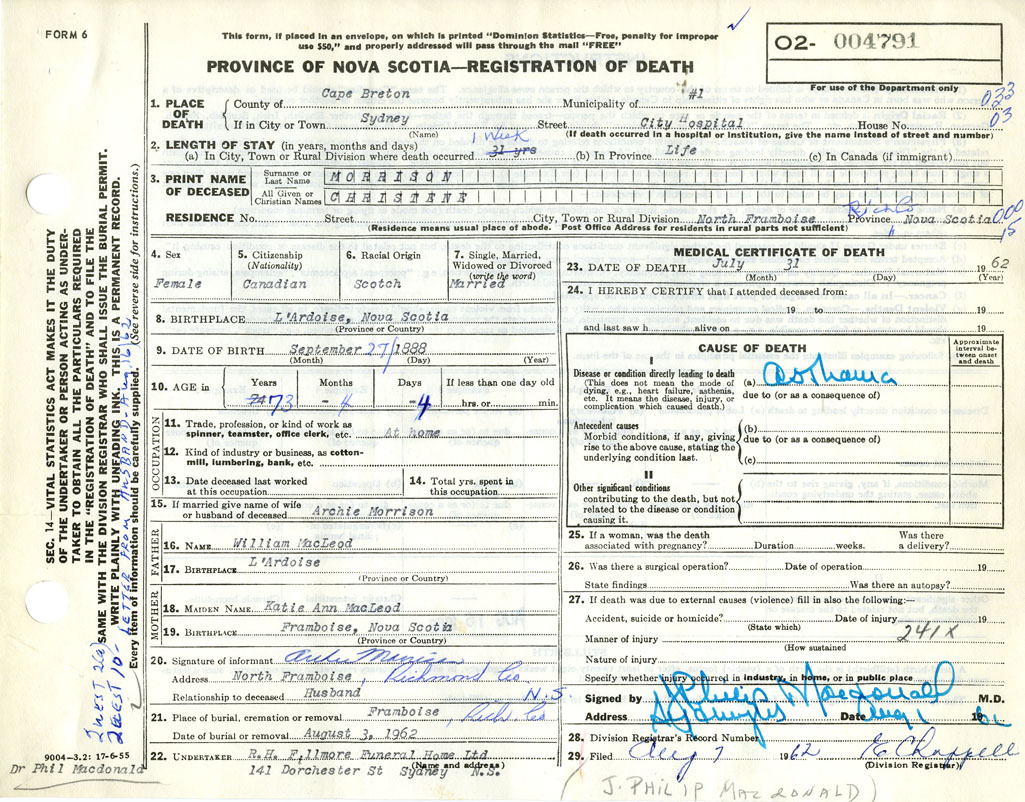 FORM 6
This form, if placed in an envelope, on which is printed "Dominion Statistics—Free, penalty for improper
use $50," and properly addressed will pass through the mail "FREE"
PROVINCE OF NOVA SCOTIA—REGISTRATION OF DEATH
02- 004791
For use of the Department only
033
03
1. PLACE OF DEATH
County of Cape Breton Municipality of #1
If in City or Town Sydney Street City Hospital House No.
(Name) (If death occurred in a hospital or institution, give the name instead of street and number)
2. LENGTH OF STAY (in years, months and days)
1 Week
(a) In City, Town or Rural Division where death occurred 31 yrs (b) In Province Life (c) In Canada (if immigrant)
3. PRINT NAME OF DECEASED
Surname or Last Name MORRISON
All Given or Christian Names CHRISTENE
Rich Co
RESIDENCE No. Street City, Town or Rural Division North Framboise Province Nova Scotia 000
(Residence means usual place of abode. Post Office Address for residents in rural parts not sufficient) " 15
4. Sex
Female
5. Citizenship
(Nationality)
Canadian
6. Racial Origin
Scotch
7. Single, Married,
Widowed or Divorced
(write the word)
Married
8. BIRTHPLACE L'Ardoise, Nova Scotia
(Province or Country)
9. DATE OF BIRTH September 27/1888
(Month) (Day) (Year)
10. AGE in
Years Months Days If less than one day old
74 73 - 4 - 4 hrs. or min.
OCCUPATION
11. Trade, profession, or kind of work as
spinner, teamster, office clerk, etc. At home
12. Kind of industry or business, as cotton-
mill, lumbering, bank, etc.
13. Date deceased last worked
at this occupation
14. Total yrs. spent in
this occupation
15. If married give name of wife
or husband of deceased Archie Morrison
FATHER
16. NAME William MacLeod
17. BIRTHPLACE L'Ardoise
(Province or Country)
MOTHER
18. MAIDEN NAME Katie Ann MacLeod
19. BIRTHPLACE Framboise, Nova Scotia
(Province or Country)
20. Signature of informant Archie Morrison
Address North Framboise, Richmond Co
Relationship to deceased Husband N.S.
21. Place of burial, cremation or removal Framboise, Rich. Co
Date of burial or removal August 3, 1962
22. UNDERTAKER R.H. Fillmore Funeral Home Ltd
(Name and address)
141 Dorchester St Sydney N.S.
MEDICAL CERTIFICATE OF DEATH
23. DATE OF DEATH July 31 1962
(Month) (Day) (Year)
24. I HEREBY CERTIFY that I attended deceased from:
19 to 19
and last saw h alive on 19
CAUSE OF DEATH
Approximate interval between onset and death
I
Disease or condition directly leading to death
(This does not mean the mode of
dying, e.g., heart failure, asthenia,
etc. It means the disease, injury, or
complication which caused death.)
(a) Asthma
due to (or as a consequence of)
Antecedent causes
Morbid conditions, if any, giving
rise to the above cause, stating the
underlying condition last.
(b)
due to (or as a consequence of)
(c)
II
Other significant conditions
contributing to the death, but not
related to the disease or condition
causing it.
25. If a woman, was the death Was there
associated with pregnancy? Duration weeks. a delivery?
26. Was there a surgical operation? Date of operation 19
State findings Was there an autopsy?
27. If death was due to external causes (violence) fill in also the following:—
Accident, suicide or homicide? Date of injury 19
(State which)
241X
Manner of injury
(How sustained
Nature of injury
Specify whether injury occurred in industry, in home, or in public place
Signed by J Philip Macdonald M.D.
Address Date Aug 1 1962
28. Division Registrar's Record Number
29. Filed Aug 7 1962 E Chappell
(Division Registrar)
(J. PHILIP MACDONALD)
SEC. 14—VITAL STATISTICS ACT MAKES IT THE DUTY
OF THE UNDERTAKER OR PERSON ACTING AS UNDER-
TAKER TO OBTAIN ALL THE PARTICULARS REQUIRED
IN THE "REGISTRATION OF DEATH" AND TO FILE THE
SAME WITH THE DIVISION REGISTRAR WHO SHALL ISSUE THE BURIAL PERMIT.
WRITE PLAINLY WITH UNFADING INK. THIS IS A PERMANENT RECORD.
LETTER FROM HUSBAND - Aug. 16/62
Every item of information should be carefully supplied. (See reverse side for instructions.)
9004—3.2: 17-6-55
Dr Phil Macdonald